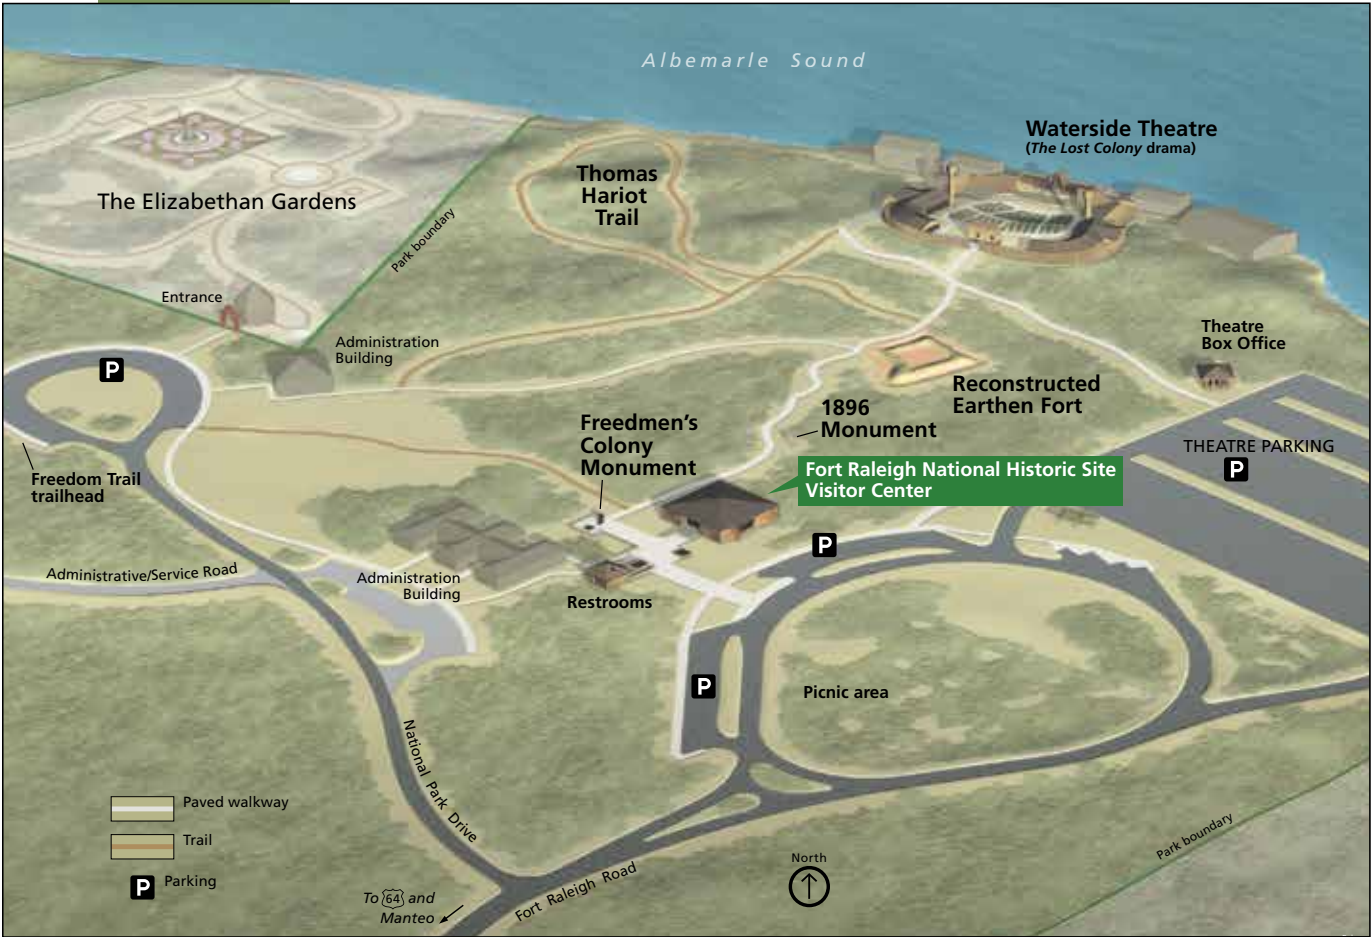 Albemarle Sound
Waterside Theatre
(The Lost Colony drama)
Thomas
Hariot
Trail
The Elizabethan Gardens
Park boundary
Entrance
Administration
Building
Theatre
Box Office
Reconstructed
Earthen Fort
1896
Monument
Freedmen's
Colony
Monument
THEATRE PARKING
P
P
Fort Raleigh National Historic Site
Visitor Center
Freedom Trail
trailhead
P
Administrative/Service Road
Administration
Building
Restrooms
P
Picnic area
National Park Drive
Paved walkway
Trail
P Parking
Park boundary
North
To 64 and
Manteo
Fort Raleigh Road